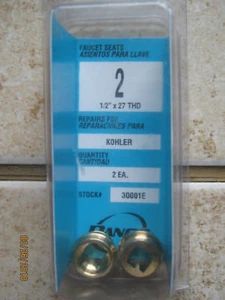 FAUCET SEATS
ASIENTOS PARA LLAVE
2
1/2" x 27 THD
REPAIRS FOR
REPARACIONES PARA
KOHLER
QUANTITY
CANTIDAD
2 EA.
STOCK#
30081E
DANCO